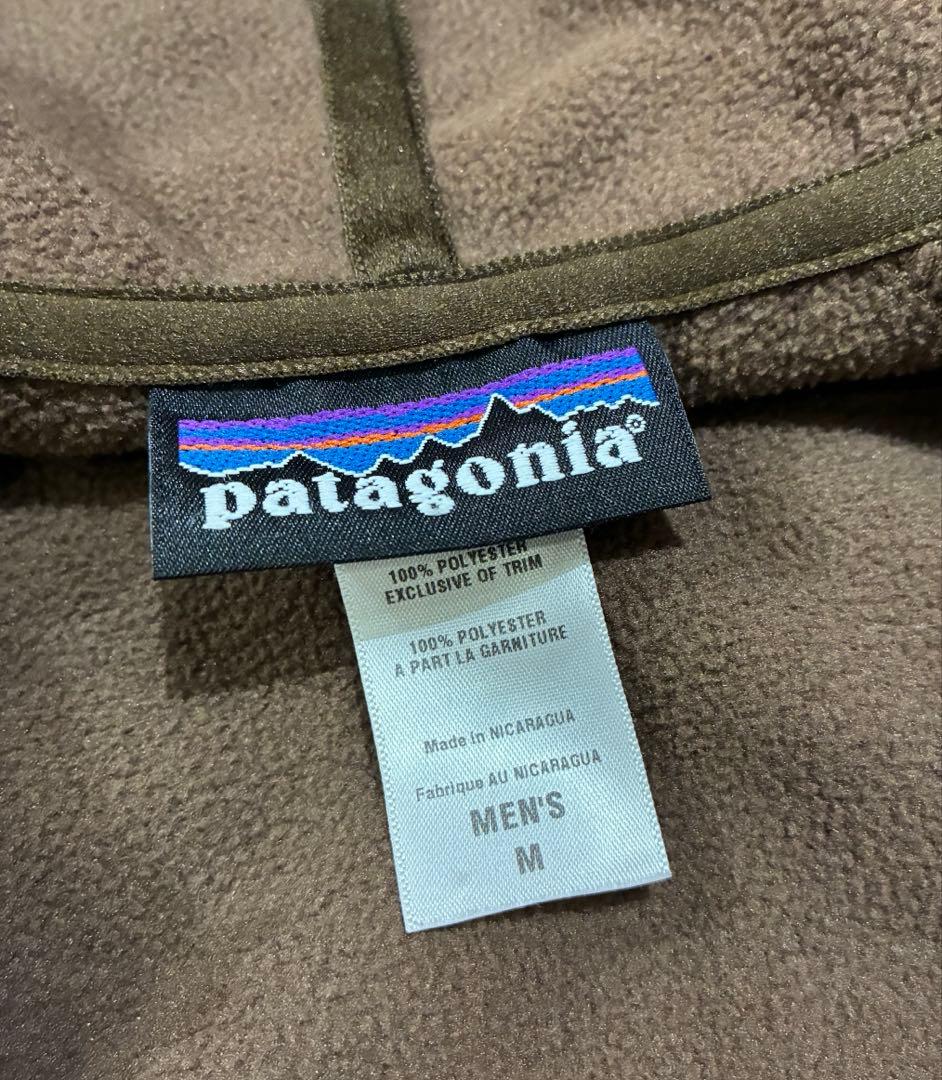 patagonia®
100% POLYESTER
EXCLUSIVE OF TRIM
100% POLYESTER
A PART LA GARNITURE
Made in NICARAGUA
Fabrique AU NICARAGUA
MEN'S
M